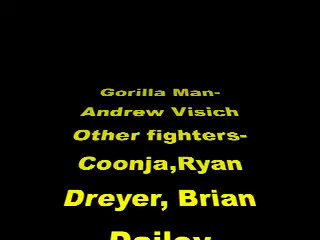 Gorilla Man-
Andrew Visich
Other fighters-
Coonja,Ryan
Dreyer, Brian